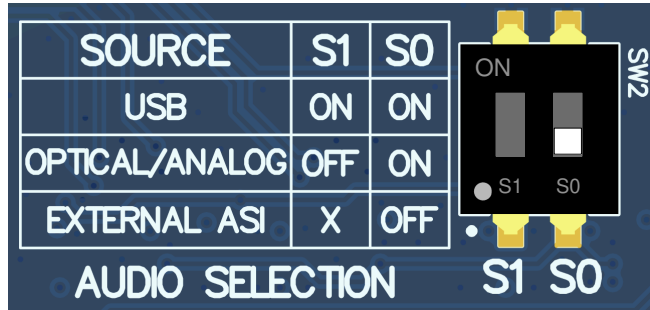 SOURCE S1 S0
USB ON ON
OPTICAL/ANALOG OFF ON
EXTERNAL ASI X OFF
AUDIO SELECTION
ON
S1 S0
S1 S0
SW2